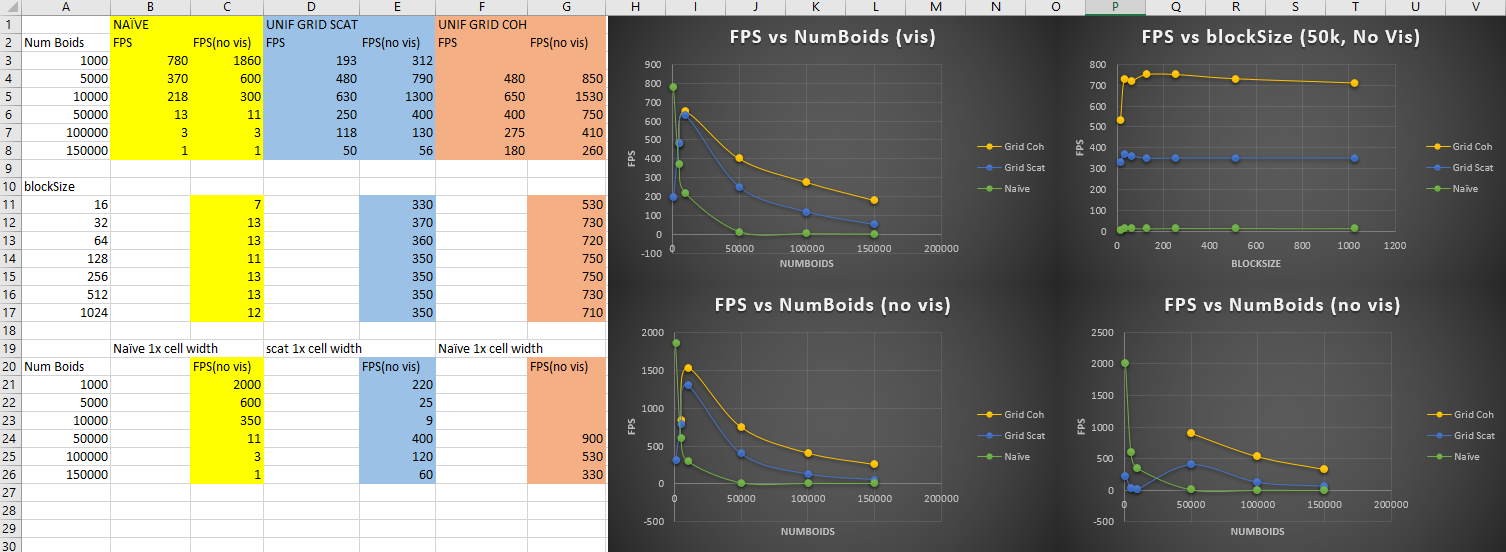 A B C D E F G H I J K L M N O P Q R S T U V
1 NAÏVE UNIF GRID SCAT UNIF GRID COH
2 Num Boids FPS FPS(no vis) FPS FPS(no vis) FPS FPS(no vis)
3 1000 780 1860 193 312
4 5000 370 600 480 790 480 850
5 10000 218 300 630 1300 650 1530
6 50000 13 11 250 400 400 750
7 100000 3 3 118 130 275 410
8 150000 1 1 50 56 180 260
9
10 blockSize
11 16 7 330 530
12 32 13 370 730
13 64 13 360 720
14 128 11 350 750
15 256 13 350 750
16 512 13 350 730
17 1024 12 350 710
18
19 Naïve 1x cell width scat 1x cell width Naïve 1x cell width
20 Num Boids FPS(no vis) FPS(no vis) FPS(no vis)
21 1000 2000 220
22 5000 600 25
23 10000 350 9
24 50000 11 400 900
25 100000 3 120 530
26 150000 1 60 330
27
28
29
30
FPS vs NumBoids (vis)
900
800
700
600
500
400
300
200
100
0
-100
FPS
0 50000 100000 150000 200000
NUMBOIDS
Grid Coh
Grid Scat
Naïve
FPS vs blockSize (50k, No Vis)
800
700
600
500
400
300
200
100
0
FPS
0 200 400 600 800 1000 1200
BLOCKSIZE
Grid Coh
Grid Scat
Naïve
FPS vs NumBoids (no vis)
2000
1500
1000
500
0
-500
FPS
0 50000 100000 150000 200000
NUMBOIDS
Grid Coh
Grid Scat
Naïve
FPS vs NumBoids (no vis)
2500
2000
1500
1000
500
0
-500
FPS
0 50000 100000 150000 200000
NUMBOIDS
Grid Coh
Grid Scat
Naïve